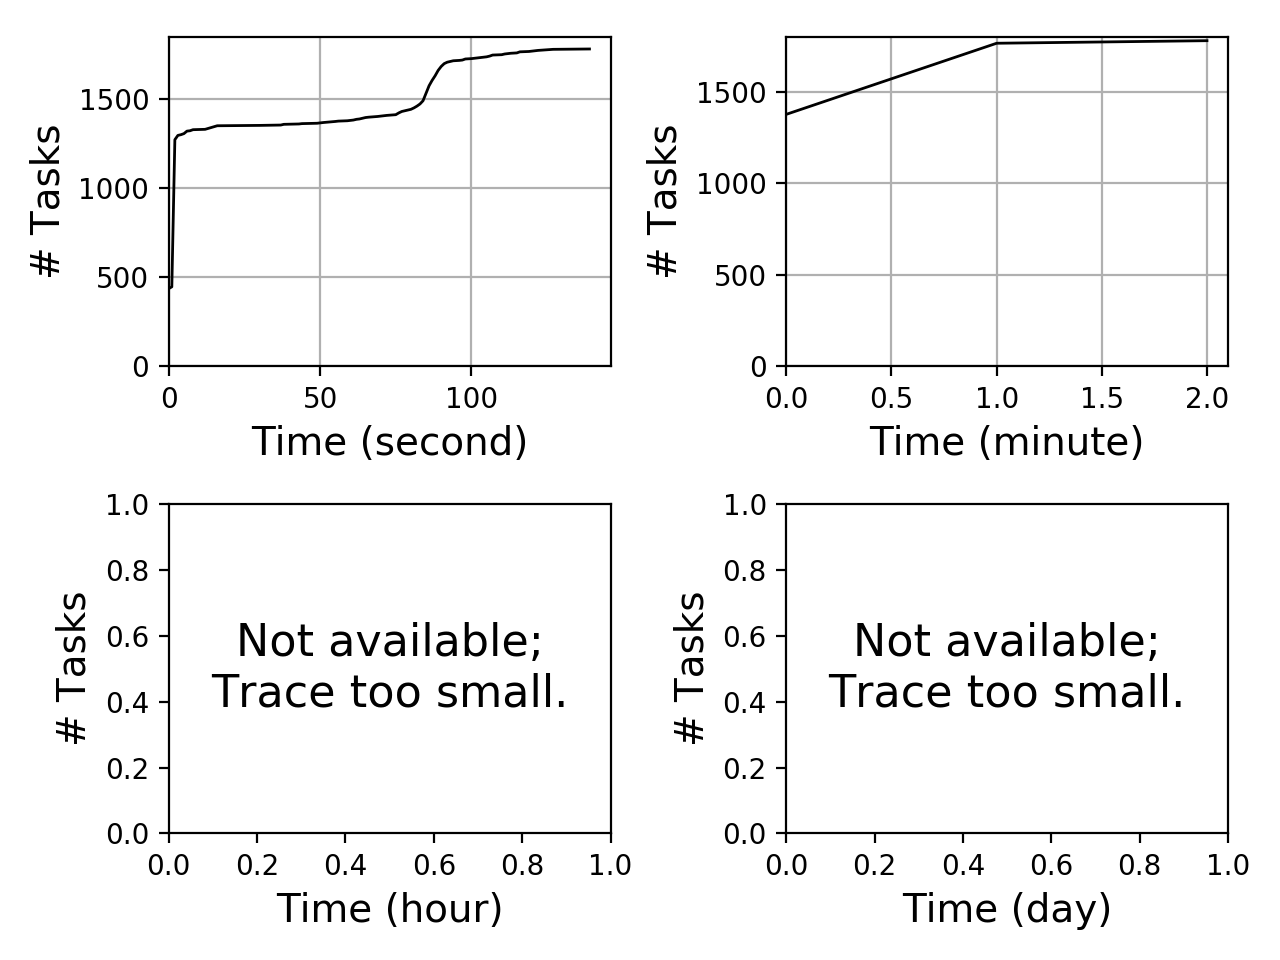 # Tasks
1500
1000
500
0
0 50 100
Time (second)
# Tasks
1500
1000
500
0
0.0 0.5 1.0 1.5 2.0
Time (minute)
# Tasks
1.0
0.8
0.6
0.4
0.2
0.0
Not available;
Trace too small.
0.0 0.2 0.4 0.6 0.8 1.0
Time (hour)
# Tasks
1.0
0.8
0.6
0.4
0.2
0.0
Not available;
Trace too small.
0.0 0.2 0.4 0.6 0.8 1.0
Time (day)